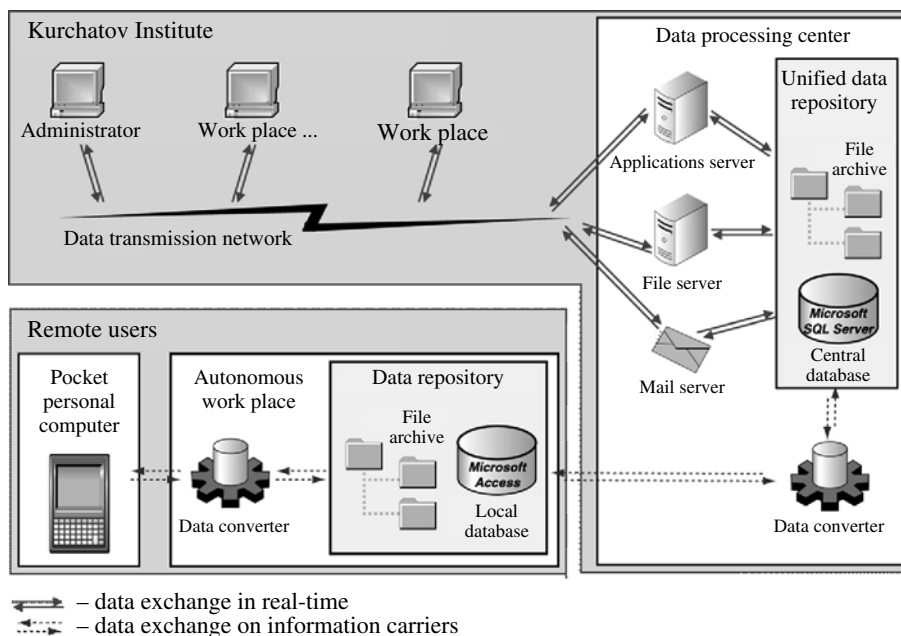 Kurchatov Institute
Administrator
Work place ...
Work place
Data transmission network
Data processing center
Applications server
File server
Mail server
Unified data
repository
File
archive
Microsoft
SQL Server
Central
database
Data converter
Remote users
Pocket
personal
computer
Autonomous
work place
Data converter
Data repository
File
archive
Microsoft
Access
Local
database
– data exchange in real-time
– data exchange on information carriers